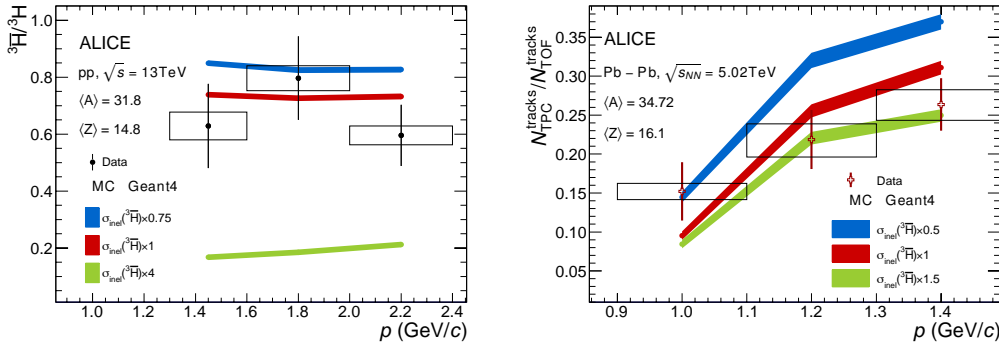 ³H̅/³H
1.0
0.8
0.6
0.4
0.2
ALICE
pp, √s = 13TeV
⟨A⟩ = 31.8
⟨Z⟩ = 14.8
Data
MC Geant4
σinel(³H̅)×0.75
σinel(³H̅)×1
σinel(³H̅)×4
1.0 1.2 1.4 1.6 1.8 2.0 2.2 2.4
p (GeV/c)
N^tracks_TPC/N^tracks_TOF
0.35
0.30
0.25
0.20
0.15
0.10
0.05
ALICE
Pb – Pb, √sNN = 5.02TeV
⟨A⟩ = 34.72
⟨Z⟩ = 16.1
Data
MC Geant4
σinel(³H̅)×0.5
σinel(³H̅)×1
σinel(³H̅)×1.5
0.9 1.0 1.1 1.2 1.3 1.4
p (GeV/c)